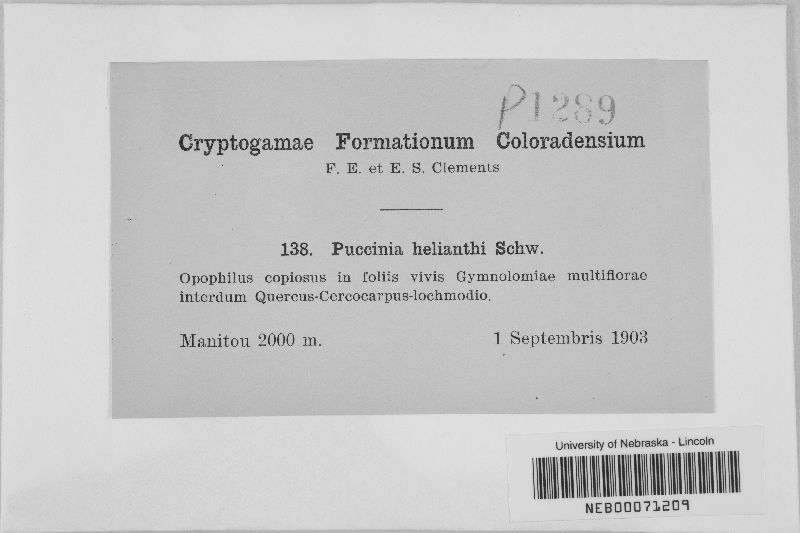 P1289
Cryptogamae Formationum Coloradensium
F. E. et E. S. Clements
138. Puccinia helianthi Schw.
Opophilus copiosus in foliis vivis Gymnolomiae multiflorae
interdum Quercus-Cercocarpus-lochmodio.
Manitou 2000 m. 1 Septembris 1903
University of Nebraska - Lincoln
NEB00071209